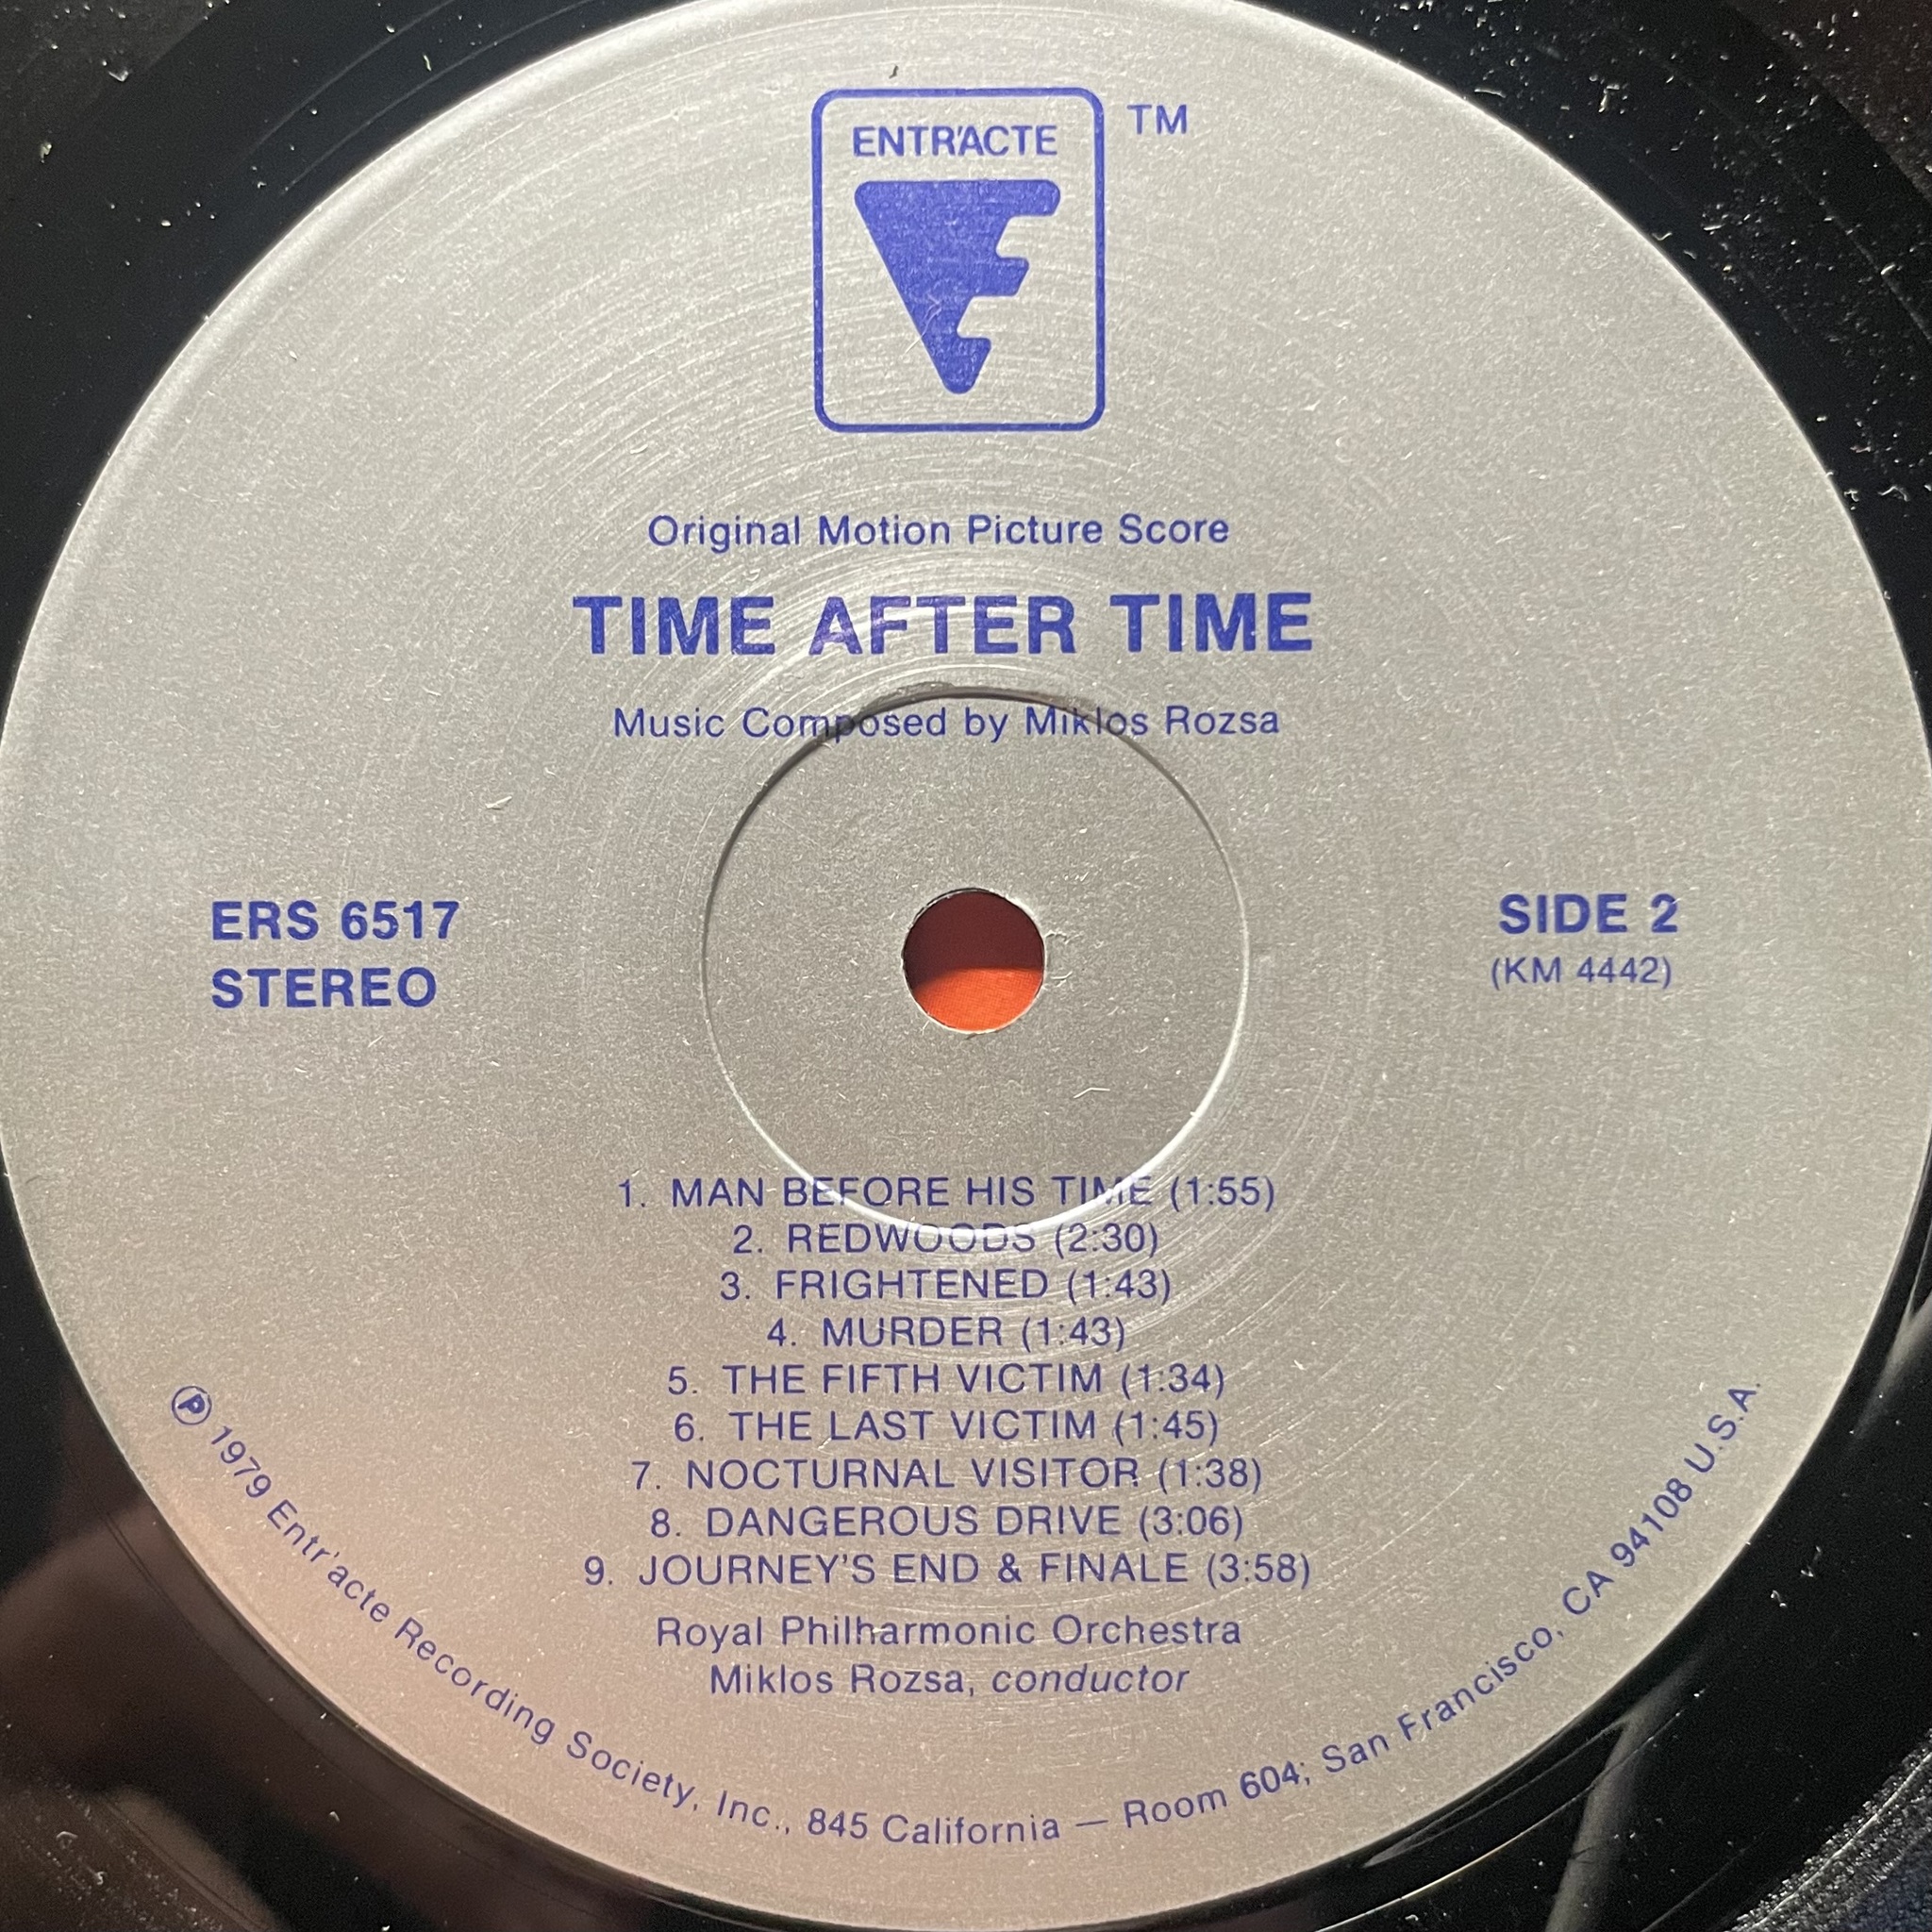 ENTR'ACTE
TM
Original Motion Picture Score
TIME AFTER TIME
Music Composed by Miklos Rozsa
ERS 6517
STEREO
SIDE 2
(KM 4442)
1. MAN BEFORE HIS TIME (1:55)
2. REDWOODS (2:30)
3. FRIGHTENED (1:43)
4. MURDER (1:43)
5. THE FIFTH VICTIM (1:34)
6. THE LAST VICTIM (1:45)
7. NOCTURNAL VISITOR (1:38)
8. DANGEROUS DRIVE (3:06)
9. JOURNEY'S END & FINALE (3:58)
Royal Philharmonic Orchestra
Miklos Rozsa, conductor
℗ 1979 Entr'acte Recording Society, Inc., 845 California — Room 604; San Francisco, CA 94108 U.S.A.